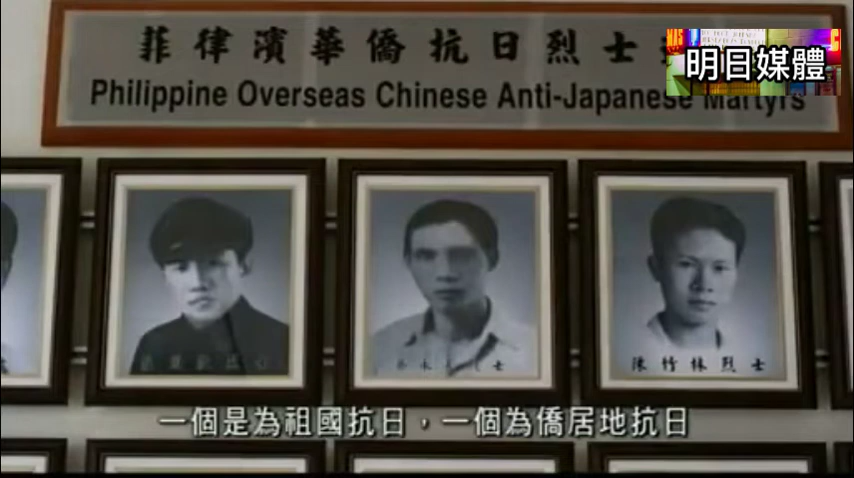 菲律濱華僑抗日烈士
明日媒體
Philippine Overseas Chinese Anti-Japanese Martyrs
陳竹林烈士
一個是為祖國抗日，一個為僑居地抗日